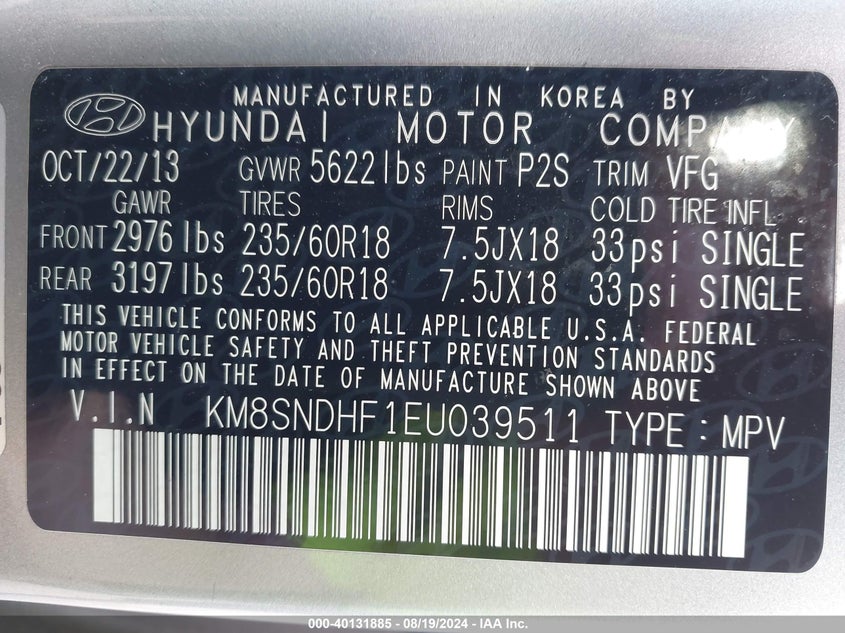 MANUFACTURED IN KOREA BY
HYUNDAI MOTOR COMPANY
OCT/22/13 GVWR 5622lbs PAINT P2S TRIM VFG
GAWR TIRES RIMS COLD TIRE INFL
FRONT 2976lbs 235/60R18 7.5JX18 33psi SINGLE
REAR 3197lbs 235/60R18 7.5JX18 33psi SINGLE
THIS VEHICLE CONFORMS TO ALL APPLICABLE U.S.A. FEDERAL
MOTOR VEHICLE SAFETY AND THEFT PREVENTION STANDARDS
IN EFFECT ON THE DATE OF MANUFACTURE SHOWN ABOVE
V.I.N KM8SNDHF1EU039511 TYPE : MPV
000-40131885 - 08/19/2024 - IAA Inc.